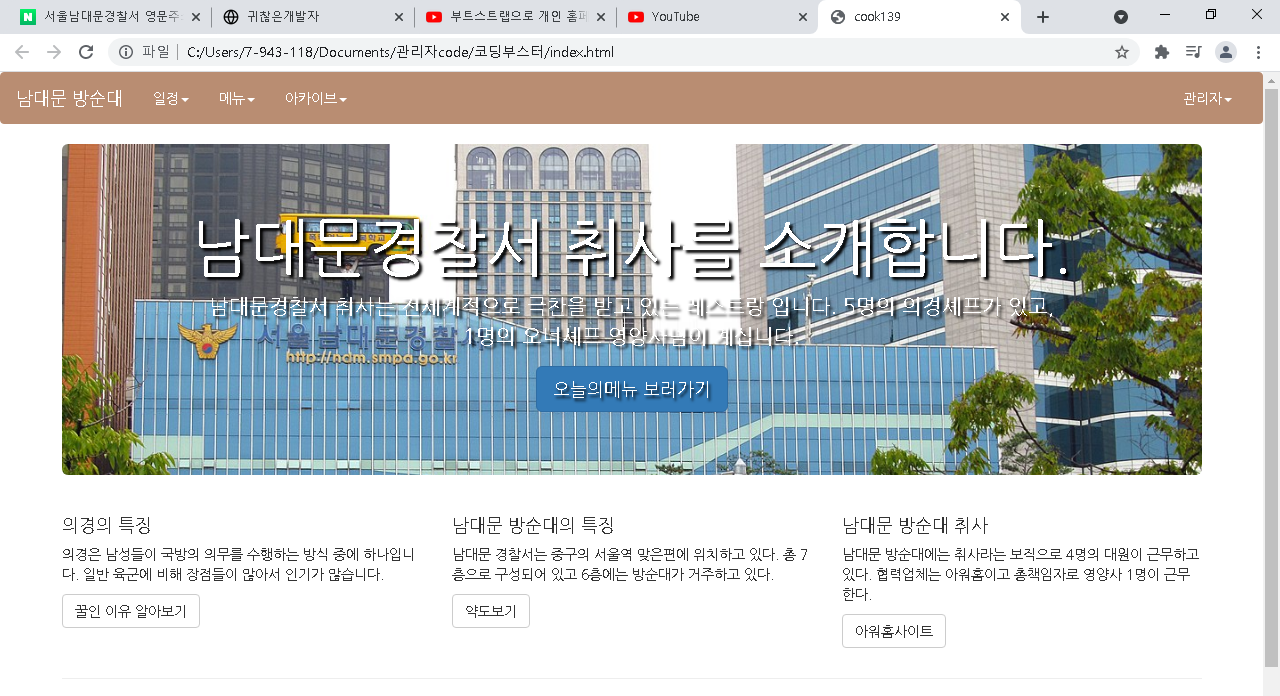 서울남대문경찰서 영문주
귀찮은개발자
부트스트랩으로 개인 홈페
YouTube
cook139
파일 C:/Users/7-943-118/Documents/관리자code/코딩부스터/index.html
남대문 방순대 일정 메뉴 아카이브 관리자
남대문경찰서 취사를 소개합니다.
남대문경찰서 취사는 전세계적으로 극찬을 받고 있는 레스트랑 입니다. 5명의 의경셰프가 있고,
1명의 오너셰프 영양사님이 계십니다.
서울남대문경찰
http://ndm.smpa.go.kr
오늘의메뉴 보러가기
의경의 특징
의경은 남성들이 국방의 의무를 수행하는 방식 중에 하나입니
다. 일반 육군에 비해 장점들이 많아서 인기가 많습니다.
꿀인 이유 알아보기
남대문 방순대의 특징
남대문 경찰서는 중구의 서울역 맞은편에 위치하고 있다. 총 7
층으로 구성되어 있고 6층에는 방순대가 거주하고 있다.
약도보기
남대문 방순대 취사
남대문 방순대에는 취사라는 보직으로 4명의 대원이 근무하고
있다. 협력업체는 아워홈이고 총책임자로 영양사 1명이 근무
한다.
아워홈사이트